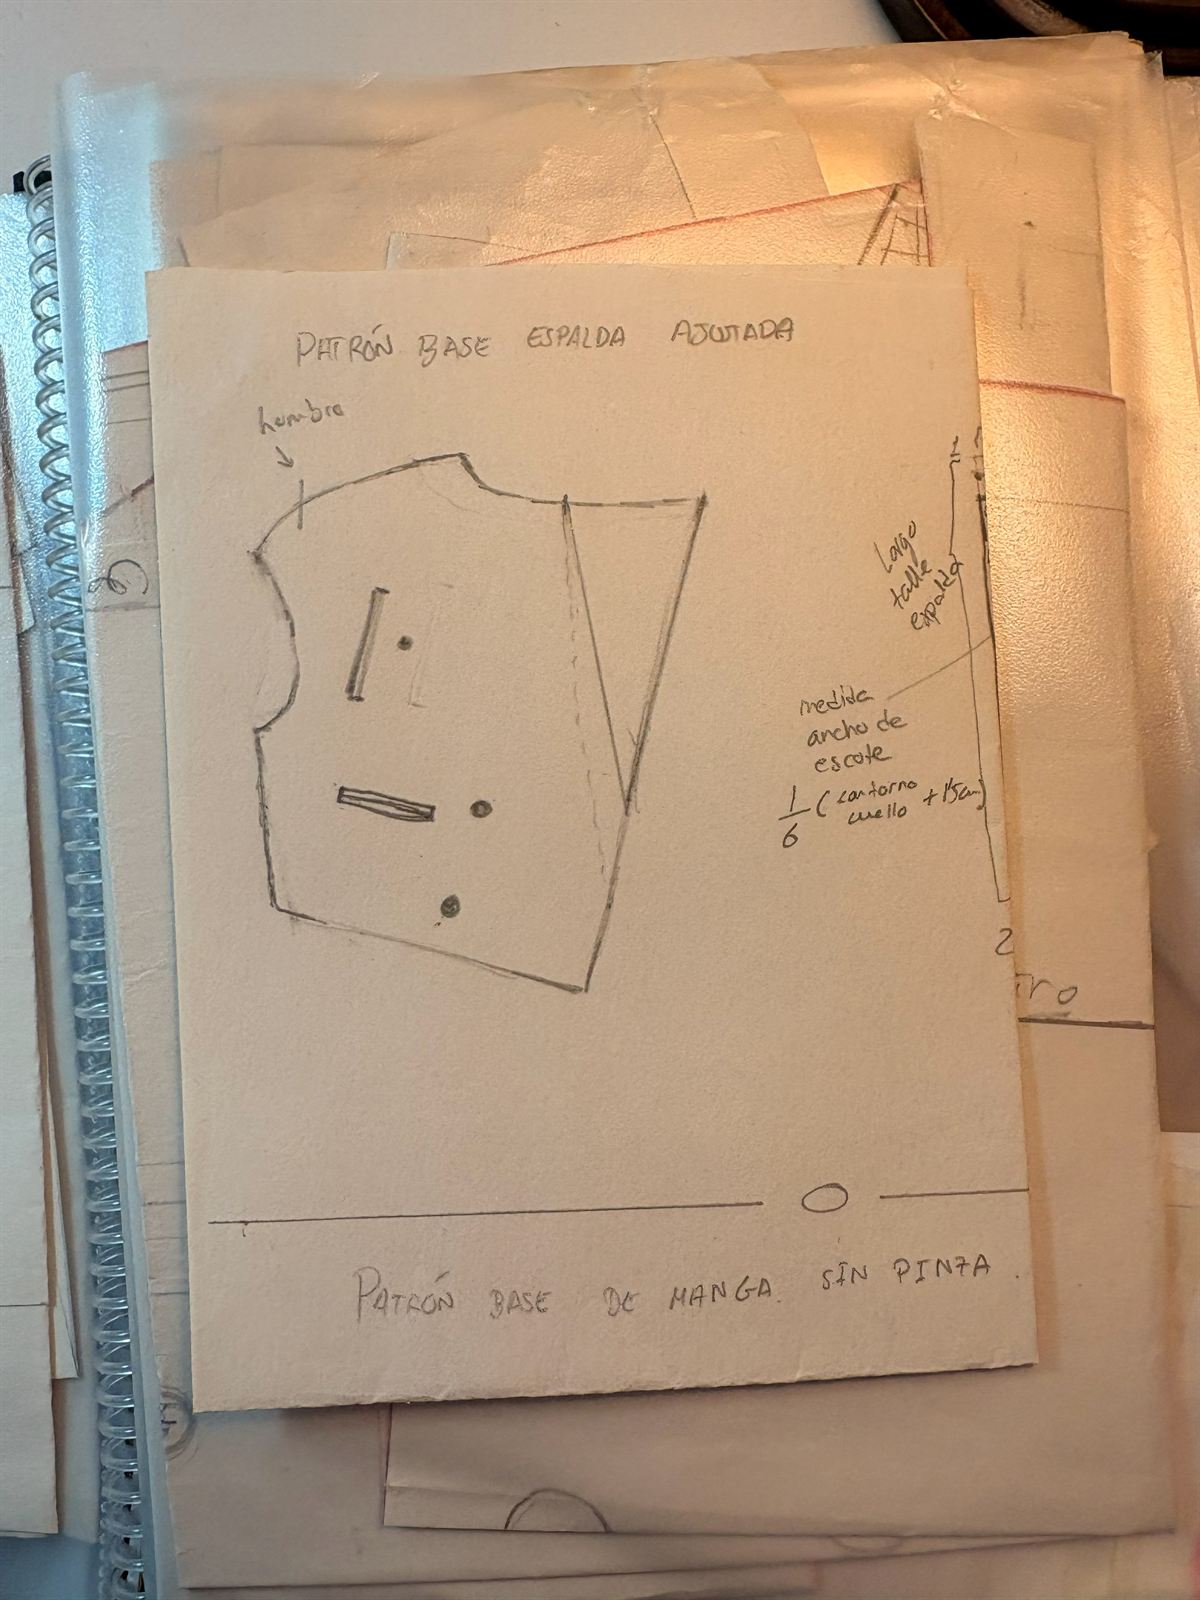 PATRÓN BASE ESPALDA AJUSTADA
hombro
Largo
talle
espalda
medida
ancho de
escote
1/6 (contorno cuello + 1'5cm)
2
PATRÓN BASE DE MANGA SIN PINZA.